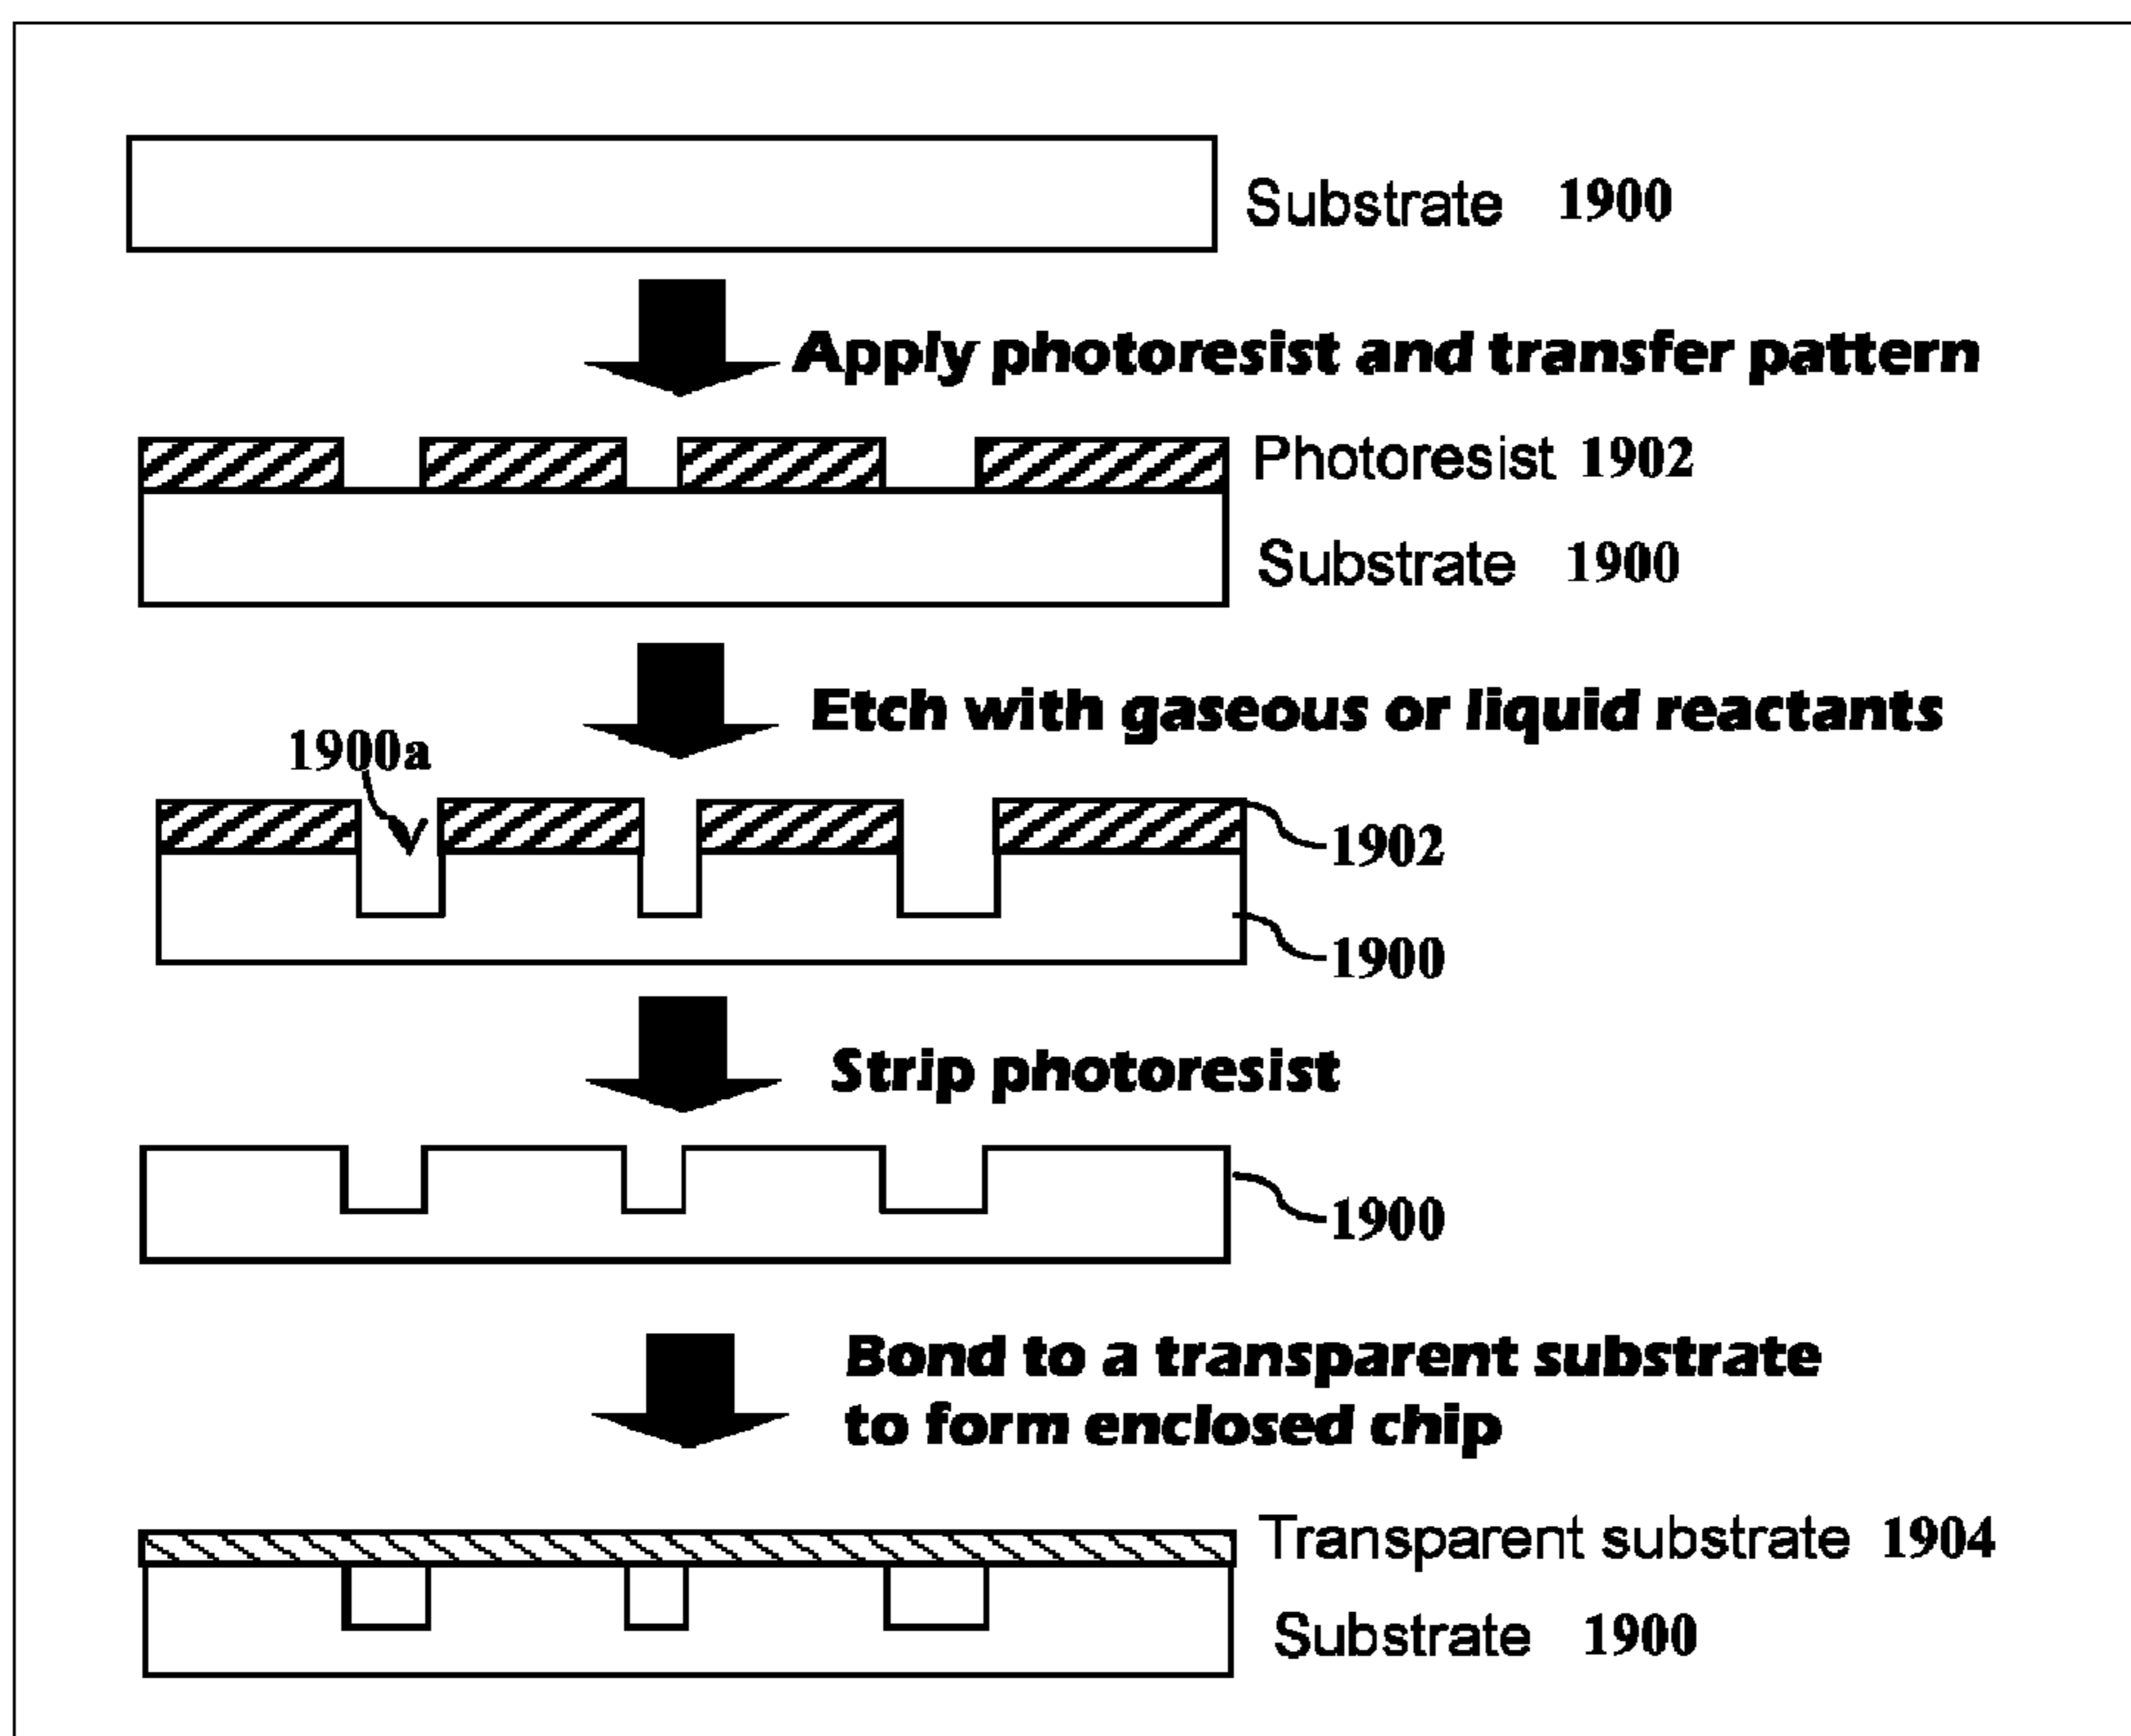 Substrate 1900
Apply photoresist and transfer pattern
Photoresist 1902
Substrate 1900
Etch with gaseous or liquid reactants
1900a
1902
1900
Strip photoresist
1900
Bond to a transparent substrate
to form enclosed chip
Transparent substrate 1904
Substrate 1900